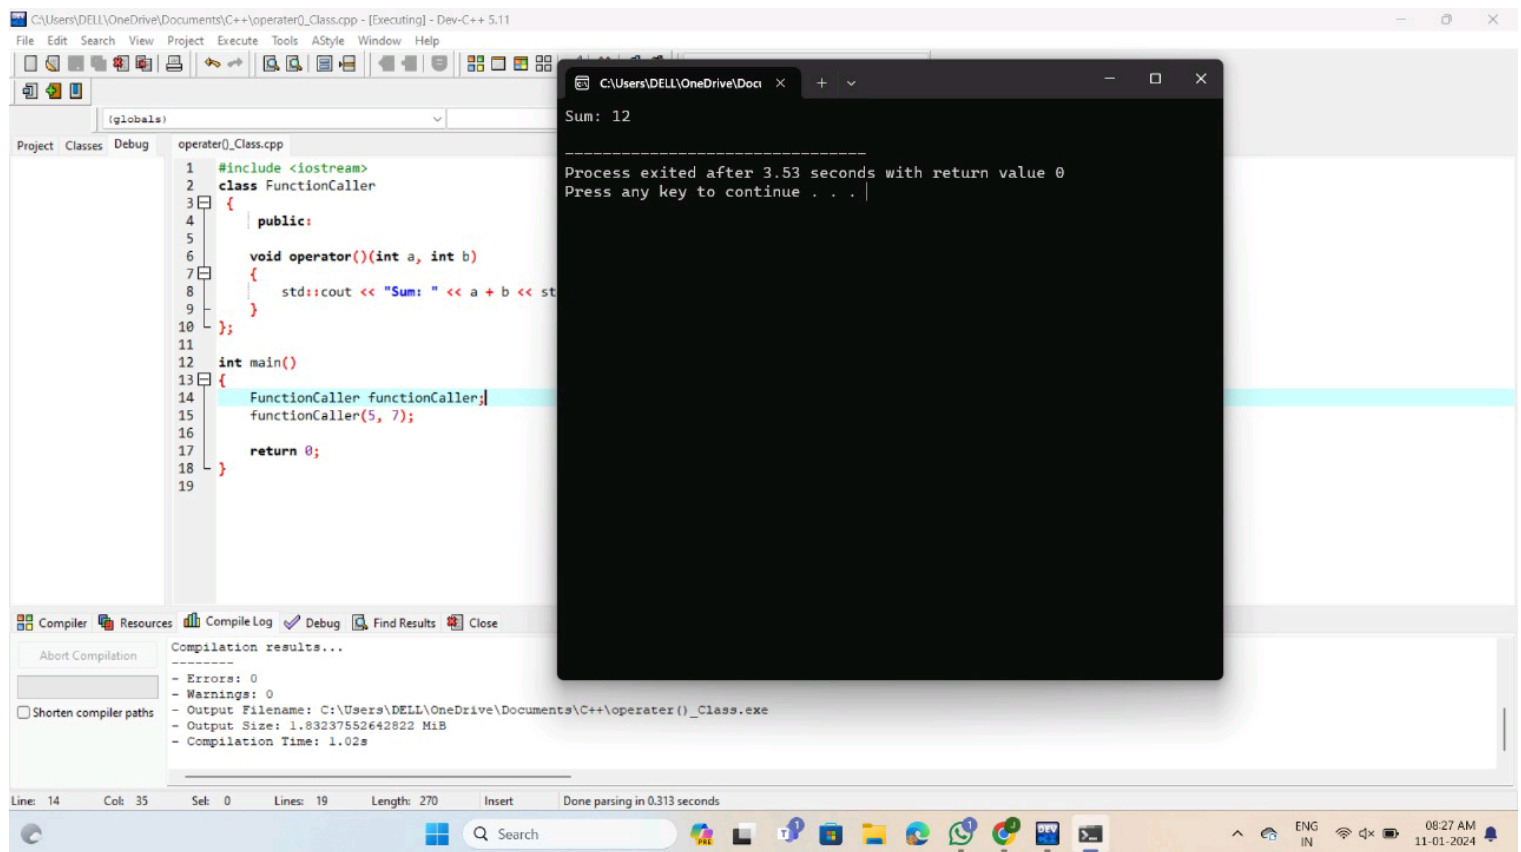 C:\Users\DELL\OneDrive\Documents\C++\operater()_Class.cpp - [Executing] - Dev-C++ 5.11
File Edit Search View Project Execute Tools AStyle Window Help
(globals)
Project Classes Debug
operater()_Class.cpp
1 #include <iostream>
2 class FunctionCaller
3 {
4 public:
5
6 void operator()(int a, int b)
7 {
8 std::cout << "Sum: " << a + b << st
9 }
10 };
11
12 int main()
13 {
14 FunctionCaller functionCaller;
15 functionCaller(5, 7);
16
17 return 0;
18 }
19
C:\Users\DELL\OneDrive\Docu
Sum: 12
--------------------------------
Process exited after 3.53 seconds with return value 0
Press any key to continue . . .
Compiler Resources Compile Log Debug Find Results Close
Abort Compilation
Shorten compiler paths
Compilation results...
--------
- Errors: 0
- Warnings: 0
- Output Filename: C:\Users\DELL\OneDrive\Documents\C++\operater()_Class.exe
- Output Size: 1.83237552642822 MiB
- Compilation Time: 1.02s
Line: 14 Col: 35 Sel: 0 Lines: 19 Length: 270 Insert Done parsing in 0.313 seconds
Search
PRE
1
1
DEV
ENG
IN
08:27 AM
11-01-2024